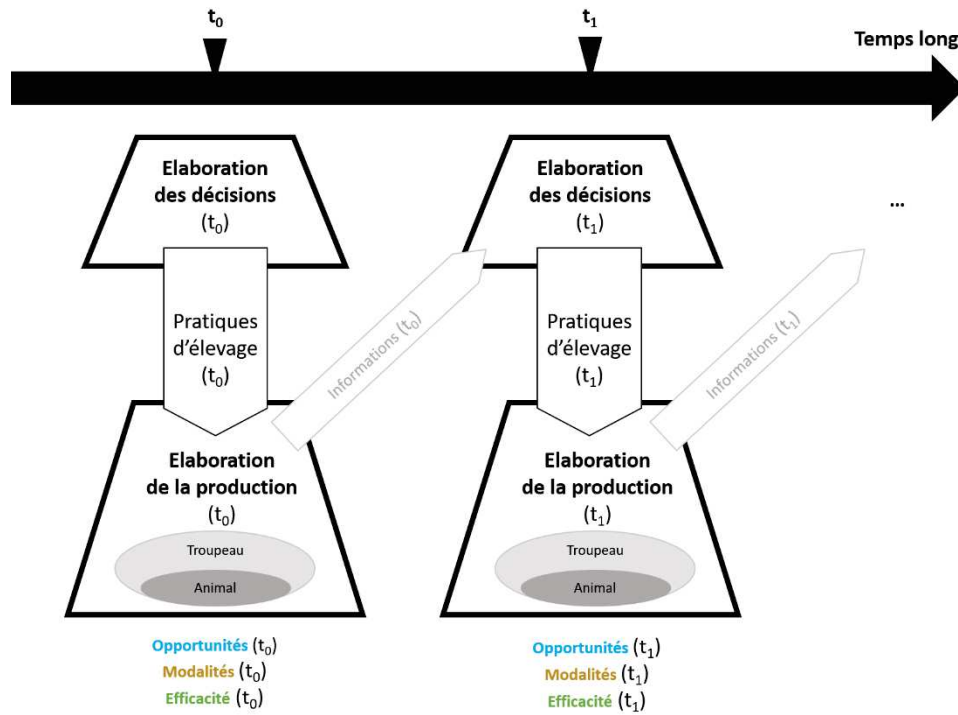 t0
t1
Temps long
Elaboration
des décisions
(t0)
Elaboration
des décisions
(t1)
...
Pratiques
d'élevage
(t0)
Informations (t0)
Pratiques
d'élevage
(t1)
Informations (t1)
Elaboration
de la production
(t0)
Troupeau
Animal
Elaboration
de la production
(t1)
Troupeau
Animal
Opportunités (t0)
Modalités (t0)
Efficacité (t0)
Opportunités (t1)
Modalités (t1)
Efficacité (t1)